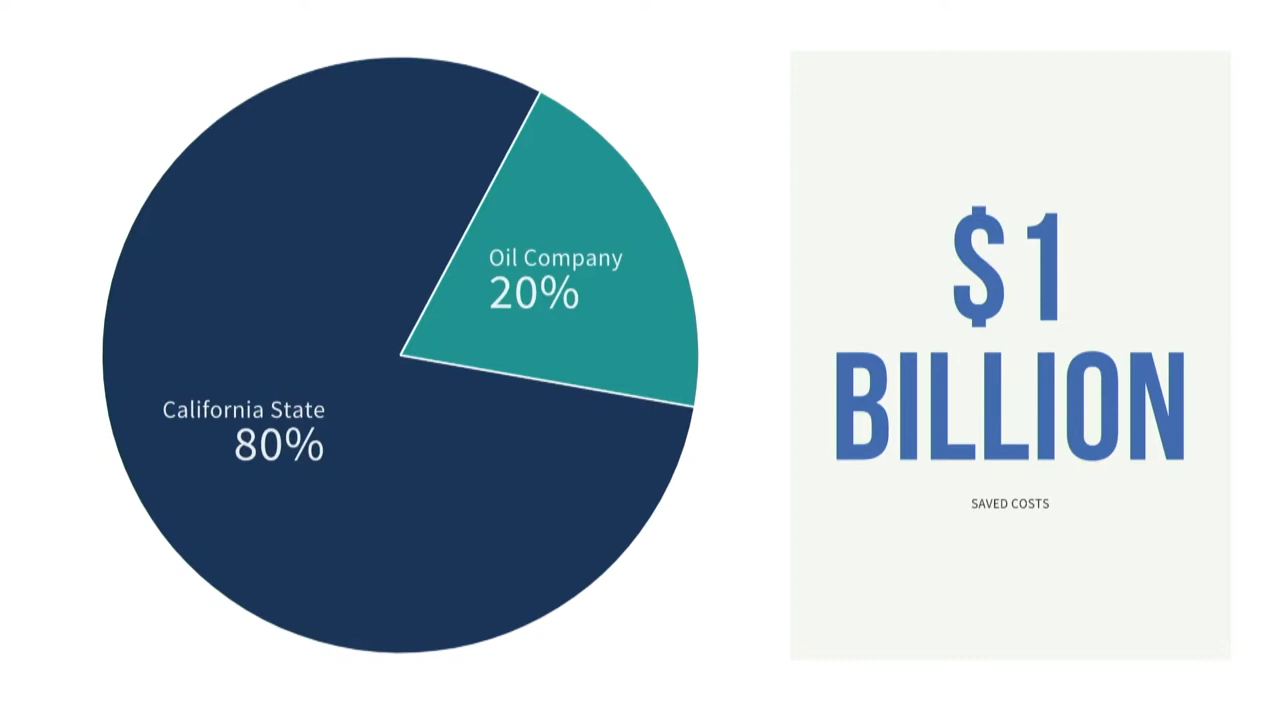 Oil Company
20%
California State
80%
$1
BILLION
SAVED COSTS